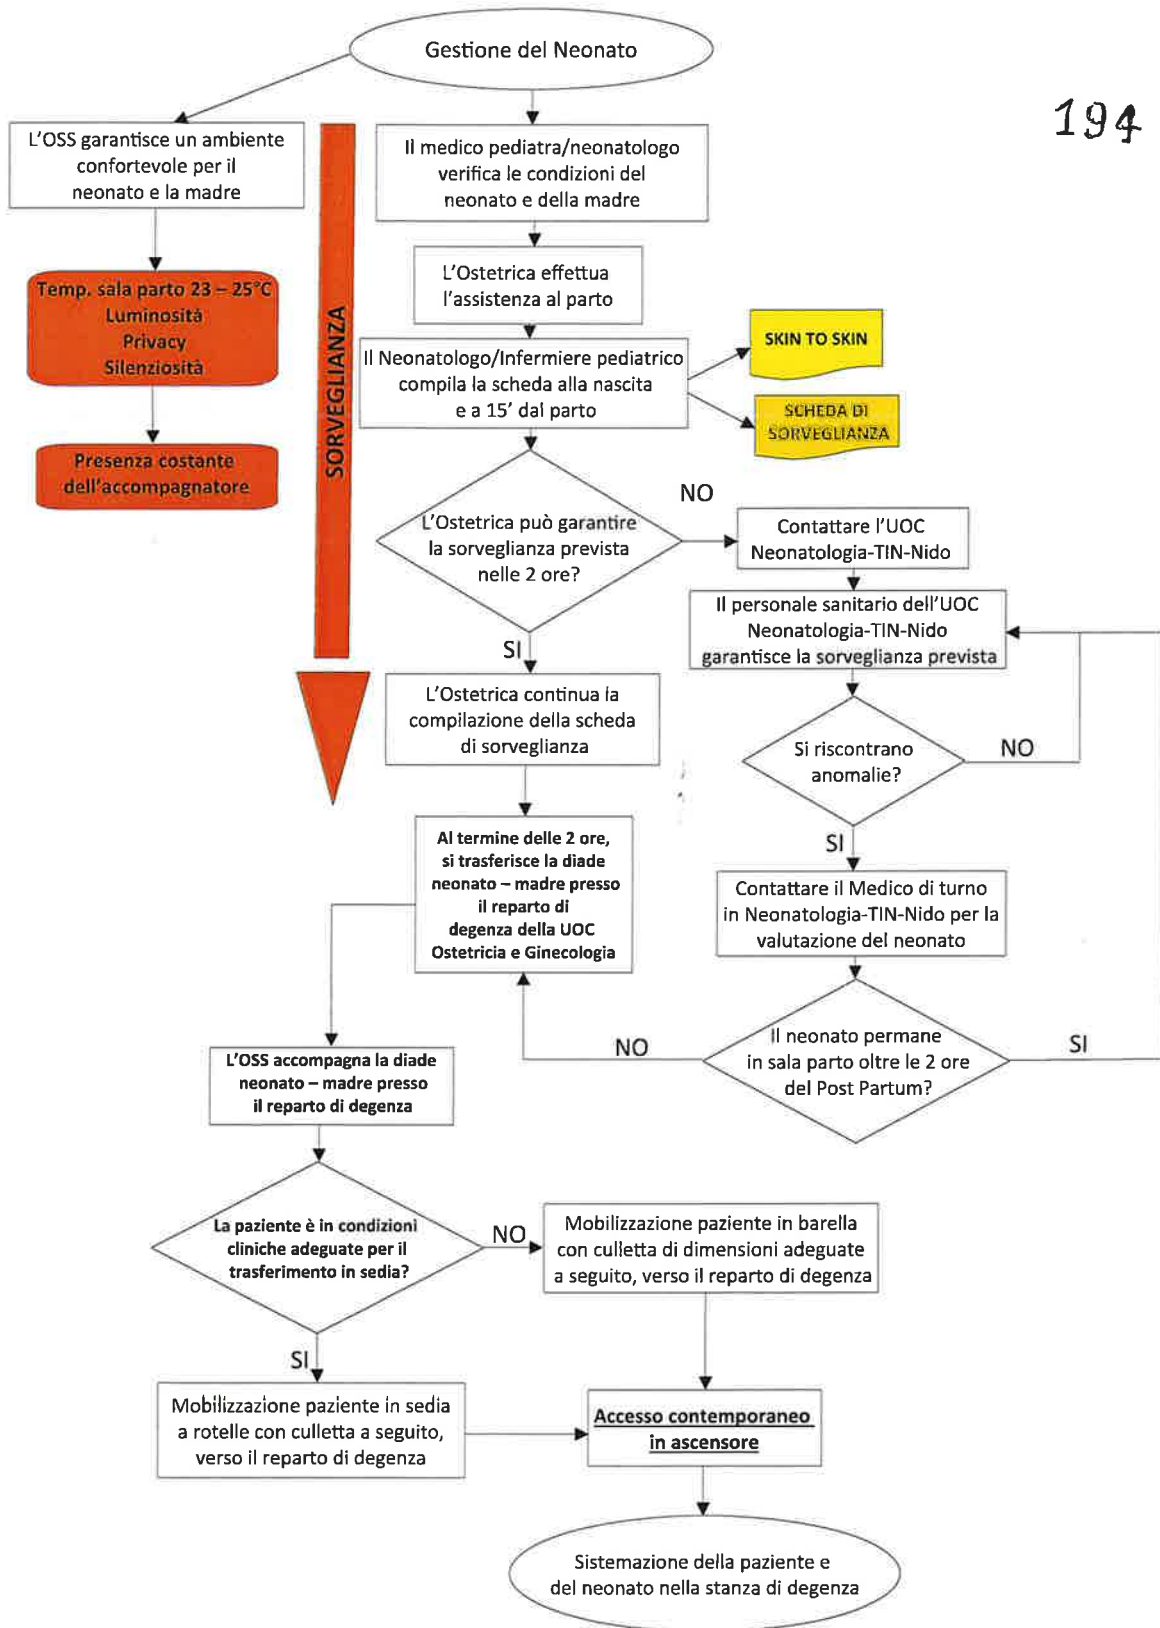 Gestione del Neonato
194
L'OSS garantisce un ambiente
confortevole per il
neonato e la madre
Il medico pediatra/neonatologo
verifica le condizioni del
neonato e della madre
L'Ostetrica effettua
l'assistenza al parto
Temp. sala parto 23 – 25°C
Luminosità
Privacy
Silenziosità
SORVEGLIANZA
Il Neonatologo/Infermiere pediatrico
compila la scheda alla nascita
e a 15' dal parto
SKIN TO SKIN
SCHEDA DI
SORVEGLIANZA
Presenza costante
dell'accompagnatore
L'Ostetrica può garantire
la sorveglianza prevista
nelle 2 ore?
NO
Contattare l'UOC
Neonatologia-TIN-Nido
Il personale sanitario dell'UOC
Neonatologia-TIN-Nido
garantisce la sorveglianza prevista
SI
L'Ostetrica continua la
compilazione della scheda
di sorveglianza
Si riscontrano
anomalie?
NO
SI
Al termine delle 2 ore,
si trasferisce la diade
neonato – madre presso
il reparto di
degenza della UOC
Ostetricia e Ginecologia
Contattare il Medico di turno
in Neonatologia-TIN-Nido per la
valutazione del neonato
Il neonato permane
in sala parto oltre le 2 ore
del Post Partum?
NO
SI
L'OSS accompagna la diade
neonato – madre presso
il reparto di degenza
La paziente è in condizioni
cliniche adeguate per il
trasferimento in sedia?
NO
Mobilizzazione paziente in barella
con culletta di dimensioni adeguate
a seguito, verso il reparto di degenza
SI
Mobilizzazione paziente in sedia
a rotelle con culletta a seguito,
verso il reparto di degenza
Accesso contemporaneo
in ascensore
Sistemazione della paziente e
del neonato nella stanza di degenza